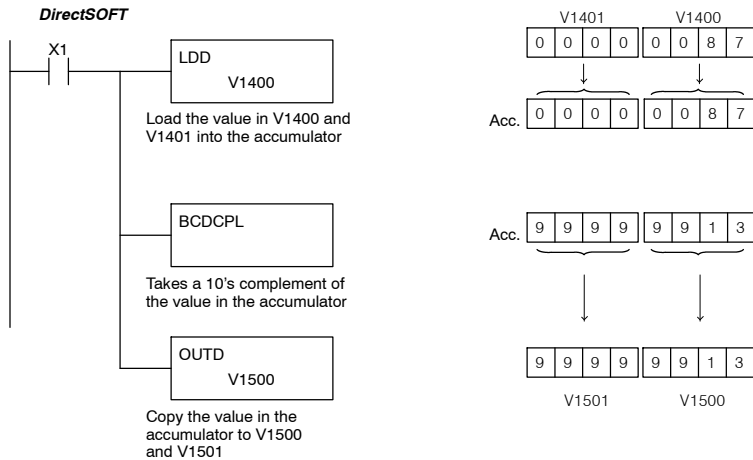 DirectSOFT
X1
LDD
V1400
Load the value in V1400 and
V1401 into the accumulator
BCDCPL
Takes a 10's complement of
the value in the accumulator
OUTD
V1500
Copy the value in the
accumulator to V1500
and V1501
V1401 V1400
0 0 0 0 0 0 8 7
Acc. 0 0 0 0 0 0 8 7
Acc. 9 9 9 9 9 9 1 3
9 9 9 9 9 9 1 3
V1501 V1500